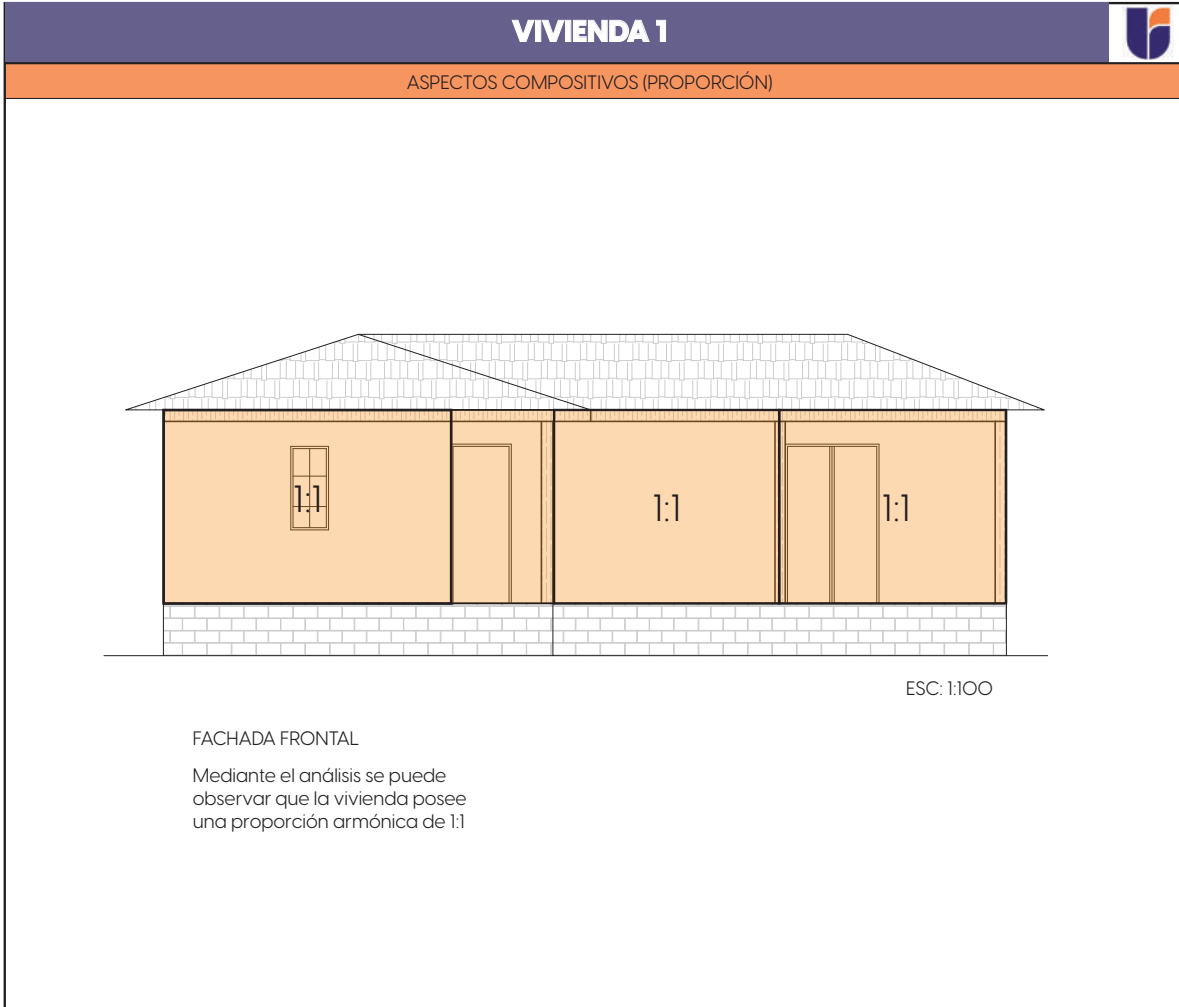 VIVIENDA 1
ASPECTOS COMPOSITIVOS (PROPORCIÓN)
1:1
1:1
1:1
ESC: 1:100
FACHADA FRONTAL
Mediante el análisis se puede
observar que la vivienda posee
una proporción armónica de 1:1